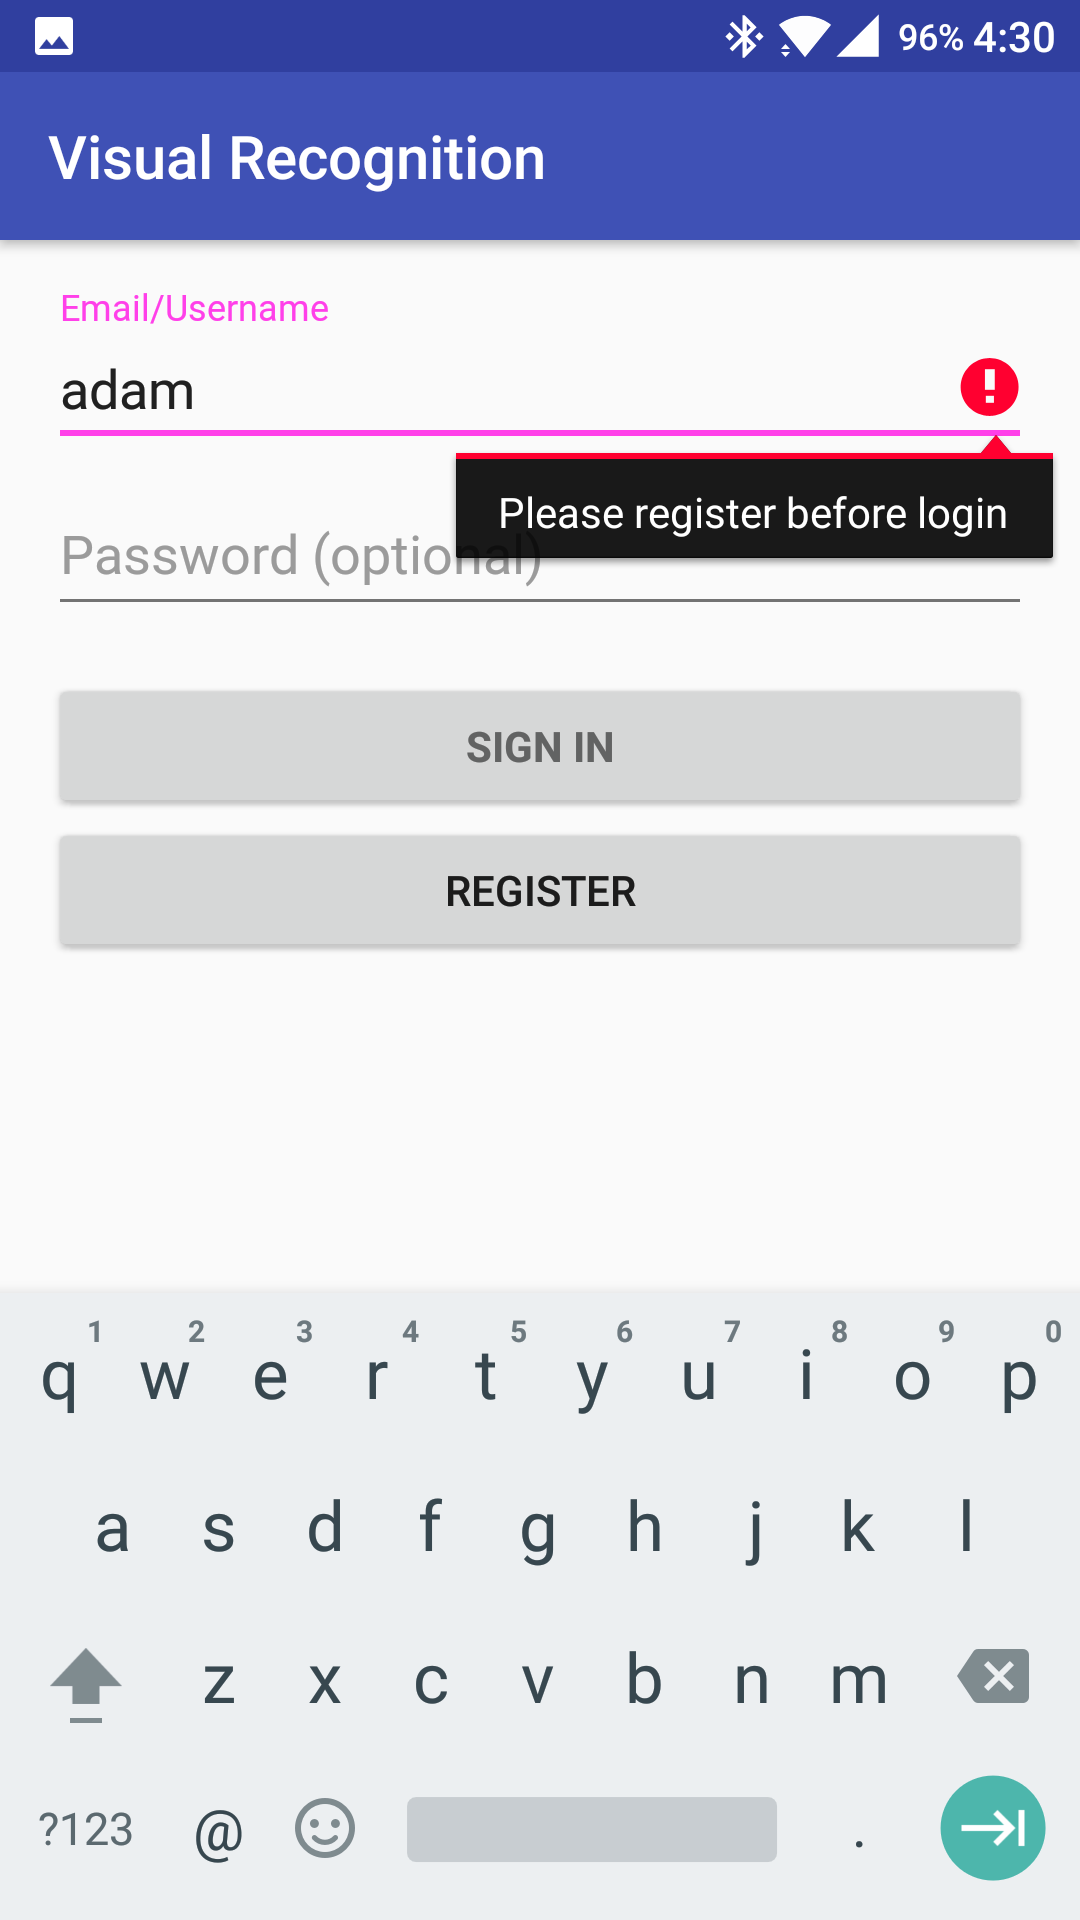 96% 4:30
Visual Recognition
Email/Username
adam
Please register before login
Password (optional)
SIGN IN
REGISTER
1 2 3 4 5 6 7 8 9 0
q w e r t y u i o p
a s d f g h j k l
z x c v b n m
?123 @ .